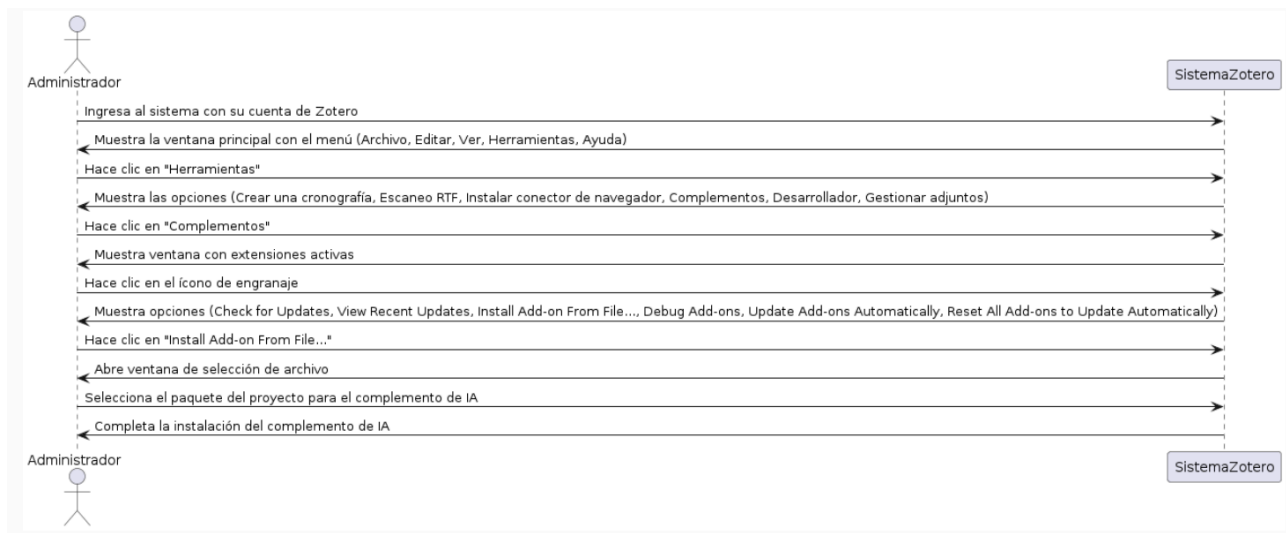 Administrador
SistemaZotero
Ingresa al sistema con su cuenta de Zotero
Muestra la ventana principal con el menú (Archivo, Editar, Ver, Herramientas, Ayuda)
Hace clic en "Herramientas"
Muestra las opciones (Crear una cronografía, Escaneo RTF, Instalar conector de navegador, Complementos, Desarrollador, Gestionar adjuntos)
Hace clic en "Complementos"
Muestra ventana con extensiones activas
Hace clic en el ícono de engranaje
Muestra opciones (Check for Updates, View Recent Updates, Install Add-on From File..., Debug Add-ons, Update Add-ons Automatically, Reset All Add-ons to Update Automatically)
Hace clic en "Install Add-on From File..."
Abre ventana de selección de archivo
Selecciona el paquete del proyecto para el complemento de IA
Completa la instalación del complemento de IA
Administrador
SistemaZotero